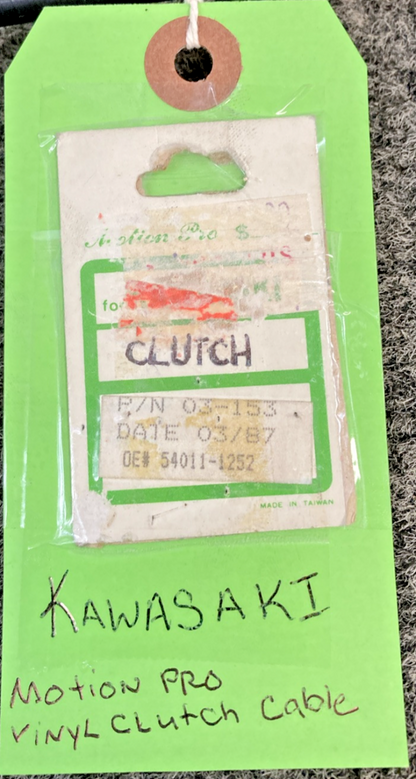 Motion Pro $
for
CLUTCH
P/N 03-153
DATE 03/87
OE# 54011-1252
MADE IN TAIWAN
KAWASAKI
MOtiON PRO
viNYL CLutch Cable